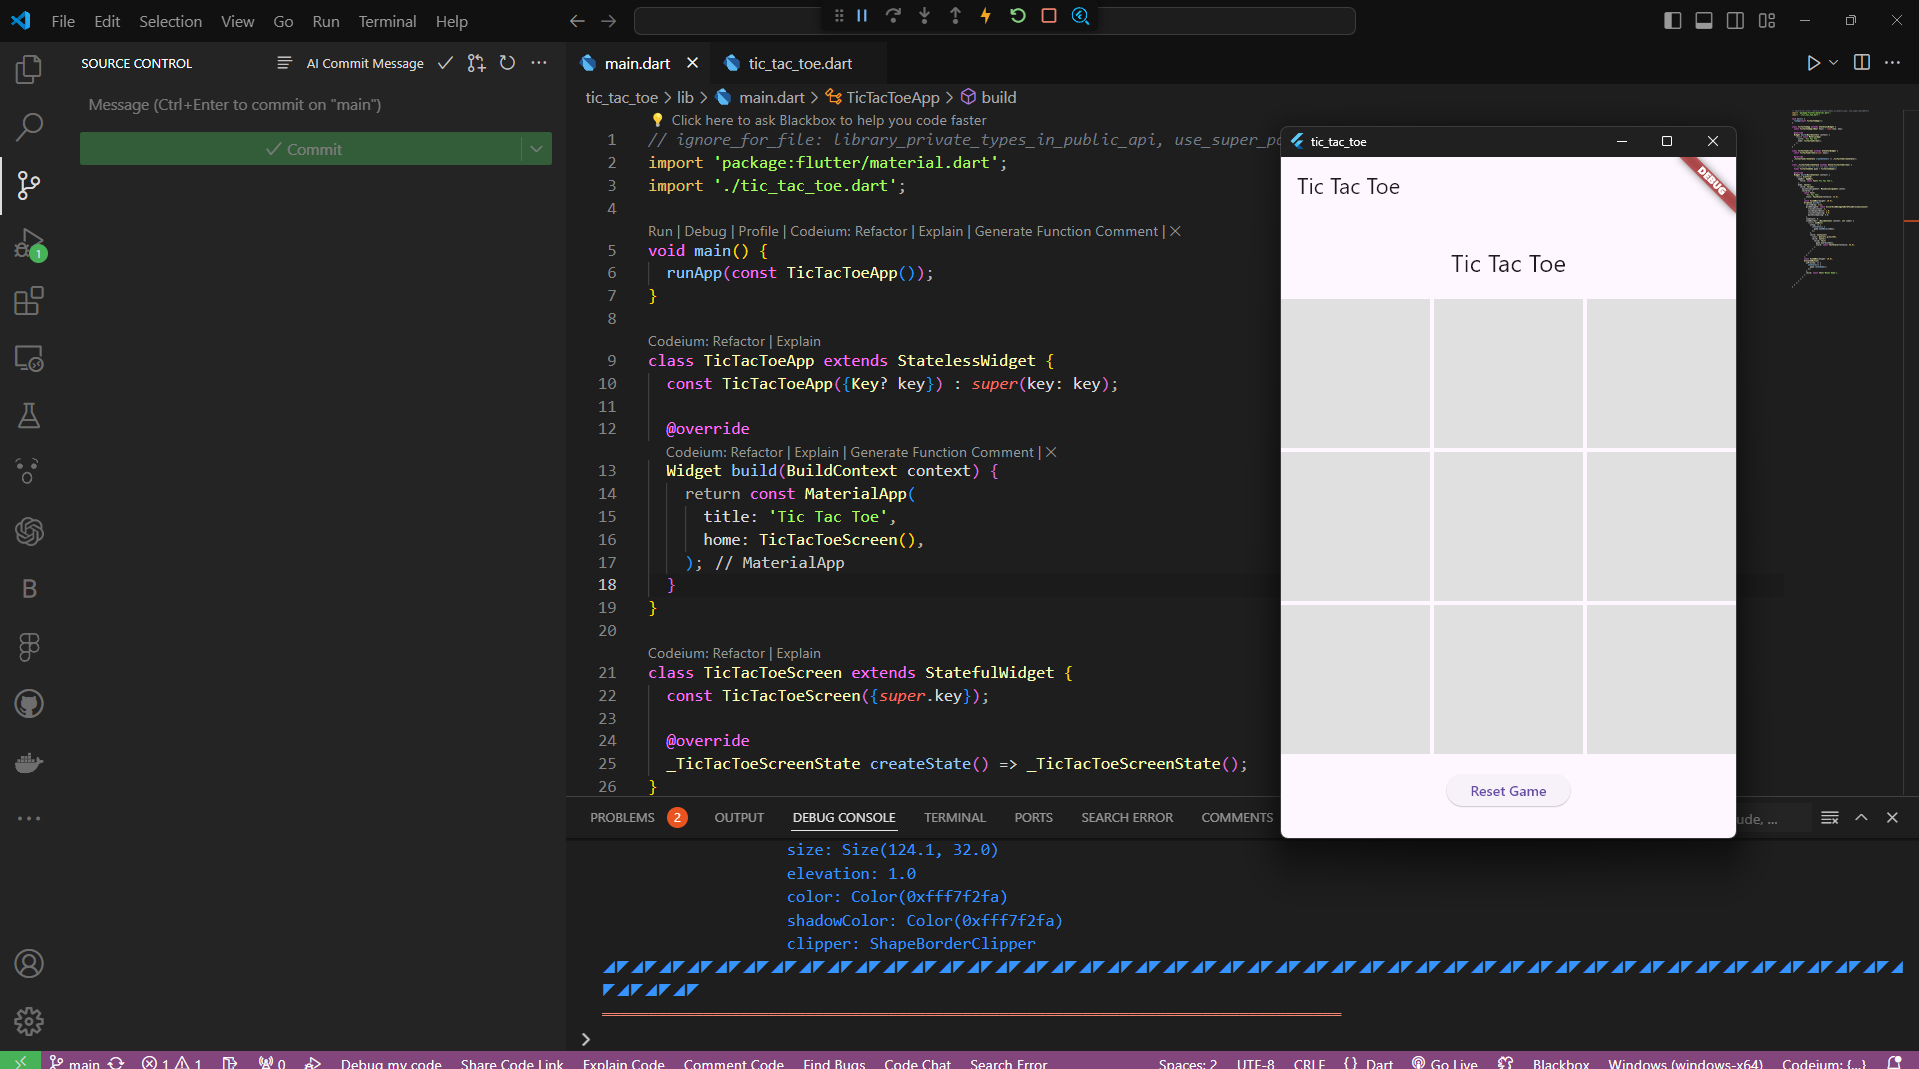 File Edit Selection View Go Run Terminal Help
SOURCE CONTROL
AI Commit Message
Message (Ctrl+Enter to commit on "main")
Commit
1
B
main.dart
tic_tac_toe.dart
tic_tac_toe > lib > main.dart > TicTacToeApp > build
Click here to ask Blackbox to help you code faster
1 // ignore_for_file: library_private_types_in_public_api, use_super_pa
2 import 'package:flutter/material.dart';
3 import './tic_tac_toe.dart';
4
Run | Debug | Profile | Codeium: Refactor | Explain | Generate Function Comment | X
5 void main() {
6 runApp(const TicTacToeApp());
7 }
8
Codeium: Refactor | Explain
9 class TicTacToeApp extends StatelessWidget {
10 const TicTacToeApp({Key? key}) : super(key: key);
11
12 @override
Codeium: Refactor | Explain | Generate Function Comment | X
13 Widget build(BuildContext context) {
14 return const MaterialApp(
15 title: 'Tic Tac Toe',
16 home: TicTacToeScreen(),
17 ); // MaterialApp
18 }
19 }
20
Codeium: Refactor | Explain
21 class TicTacToeScreen extends StatefulWidget {
22 const TicTacToeScreen({super.key});
23
24 @override
25 _TicTacToeScreenState createState() => _TicTacToeScreenState();
26 }
tic_tac_toe
DEBUG
Tic Tac Toe
Tic Tac Toe
Reset Game
PROBLEMS 2 OUTPUT DEBUG CONSOLE TERMINAL PORTS SEARCH ERROR COMMENTS
ude, ...
size: Size(124.1, 32.0)
elevation: 1.0
color: Color(0xfff7f2fa)
shadowColor: Color(0xfff7f2fa)
clipper: ShapeBorderClipper
main 1 1 0 Debug my code Share Code Link Explain Code Comment Code Find Bugs Code Chat Search Error Spaces: 2 UTF-8 CRLF {} Dart Go Live Blackbox Windows (windows-x64) Codeium: {...}